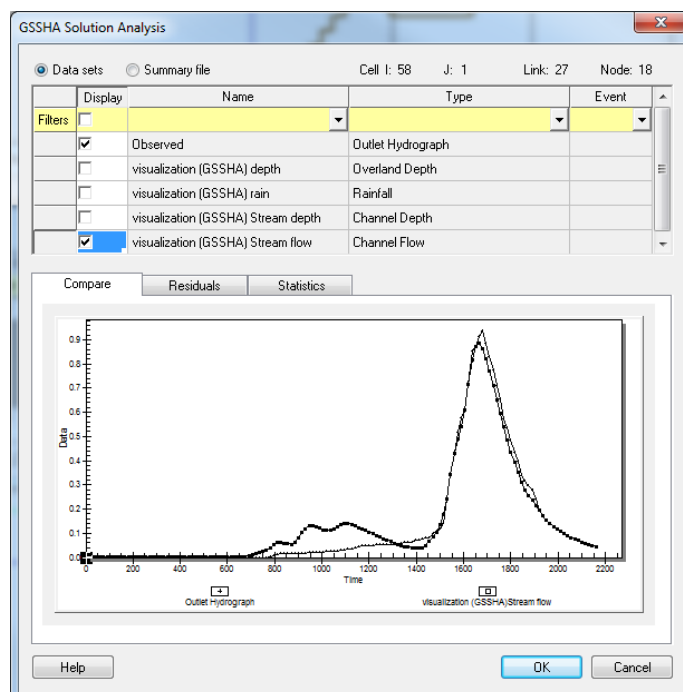 GSSHA Solution Analysis
x
Data sets Summary file Cell I: 58 J: 1 Link: 27 Node: 18
Display Name Type Event
Filters
Observed Outlet Hydrograph
visualization (GSSHA) depth Overland Depth
visualization (GSSHA) rain Rainfall
visualization (GSSHA) Stream depth Channel Depth
visualization (GSSHA) Stream flow Channel Flow
Compare Residuals Statistics
0.9
0.8
0.7
0.6
0.5
Data
0.4
0.3
0.2
0.1
0.0
0 200 400 600 800 1000 1200 1400 1600 1800 2000 2200
Time
Outlet Hydrograph visualization (GSSHA)Stream flow
Help OK Cancel